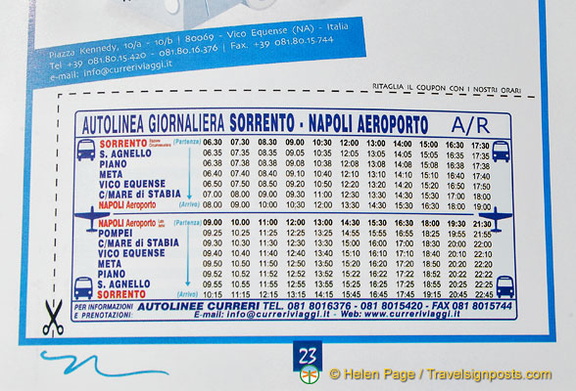 Piazza Kennedy, 10/a - 10/b | 80069 - Vico Equense (NA) - Italia
Tel +39 081.80.15.420 - 081.80.16.376 | Fax. +39 081.80.15.744
e-mail: info@curreriviaggi.it
RITAGLIA IL COUPON CON I NOSTRI ORARI
AUTOLINEA GIORNALIERA SORRENTO - NAPOLI AEROPORTO A/R
SORRENTO (Partenza) 06.30 07.30 08.30 09.00 10.30 12.00 13.00 14.00 15.00 16:30 17:30
S. AGNELLO 06.35 07.35 08.35 09.05 10.35 12.05 13.05 14.05 15.05 16:35 17:35
PIANO 06.38 07.38 08.38 09.08 10.38 12.08 13.08 14.08 15.08 16:38 17:38
META 06.40 07.40 08.40 09.10 10.40 12.10 13.10 14.10 15.10 16:40 17:40
VICO EQUENSE 06.50 07.50 08.50 09.20 10.50 12.20 13.20 14.20 15.20 16:50 17:50
C/MARE di STABIA 07.00 08.00 09.00 09.30 11.00 12.30 13.30 14.30 15.30 17:00 18:00
NAPOLI Aeroporto (Arrivo) 08.00 09.00 10.00 10.30 12.00 13.30 14.30 15.30 16.30 18.00 19.00
NAPOLI Aeroporto (Partenza) 09.00 10.00 11.00 12.00 13.00 14.30 15.30 16.30 18.00 19.30 21:30
POMPEI 09.25 10.25 11.25 12.25 13.25 14.55 15.55 16.55 18:25 19:55 21:55
C/MARE di STABIA 09.30 10.30 11.30 12.30 13.30 15.00 16.00 17.00 18:30 20:00 22:00
VICO EQUENSE 09.40 10.40 11.40 12.40 13.40 15.10 16.10 17.10 18:40 20:10 22:10
META 09.50 10.50 11.50 12.50 13.50 15.20 16.20 17.20 18:50 20:20 22:20
PIANO 09.52 10.52 11.52 12.52 13.52 15.22 16.22 17.22 18:52 20:22 22:22
S. AGNELLO 09.55 10.55 11.55 12.55 13.55 15.25 16.25 17.25 18:55 20:25 22:25
SORRENTO (Arrivo) 10.15 11.15 12.15 13.15 14.15 15.45 16.45 17.45 19:15 20:45 22:45
PER INFORMAZIONI
E PRENOTAZIONI:
AUTOLINEE CURRERI TEL. 081 8016376 - 081 8015420 - FAX 081 8015744
E-mail: info@curreriviaggi.it - Web: www.curreriviaggi.it
23
© Helen Page / Travelsignposts.com